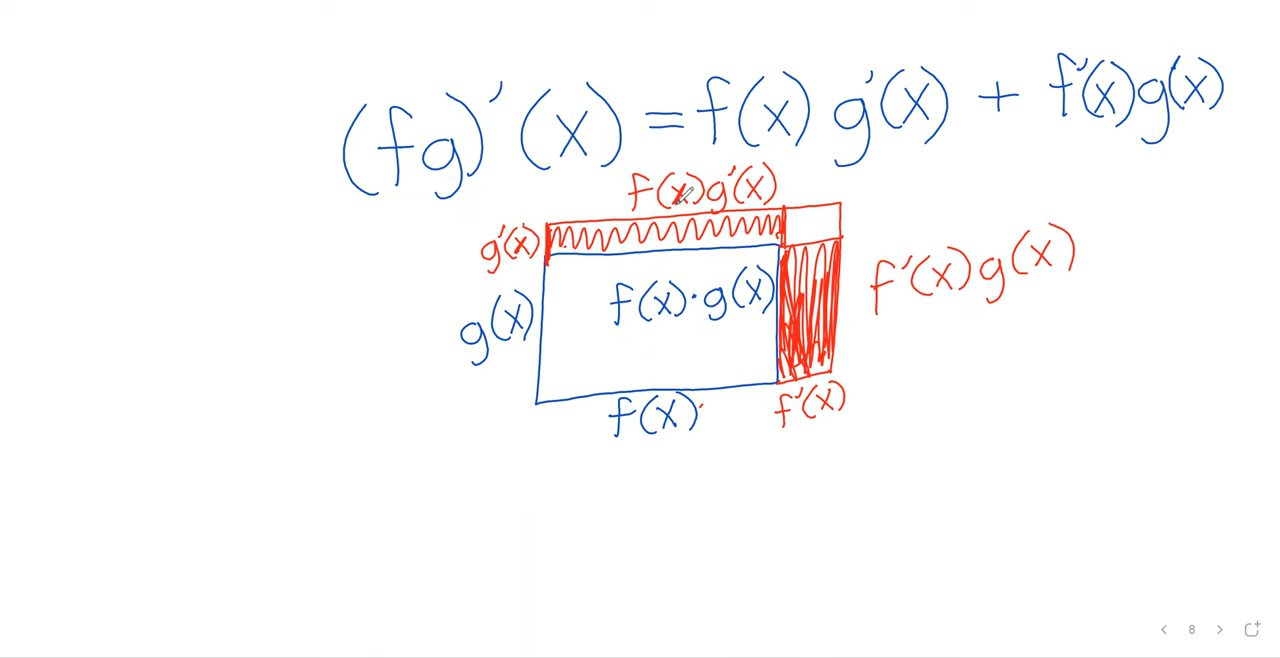 (fg)'(x) = f(x) g'(x) + f'(x)g(x)
f(x)g'(x)
g'(x)
f'(x)g(x)
f(x)·g(x)
g(x)
f(x)
f'(x)
8